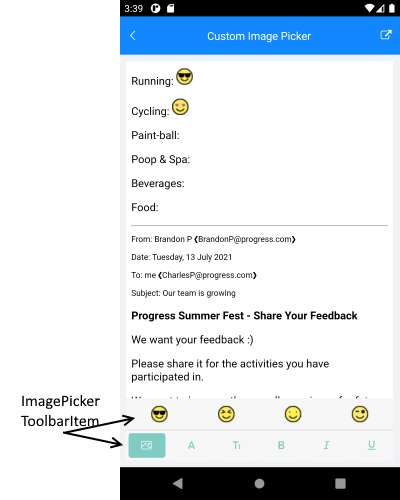 3:39
Custom Image Picker
Running:
Cycling:
Paint-ball:
Poop & Spa:
Beverages:
Food:
From: Brandon P <BrandonP@progress.com>
Date: Tuesday, 13 July 2021
To: me <CharlesP@progress.com>
Subject: Our team is growing
Progress Summer Fest - Share Your Feedback
We want your feedback :)
Please share it for the activities you have
participated in.
ImagePicker
ToolbarItem
A T B I U